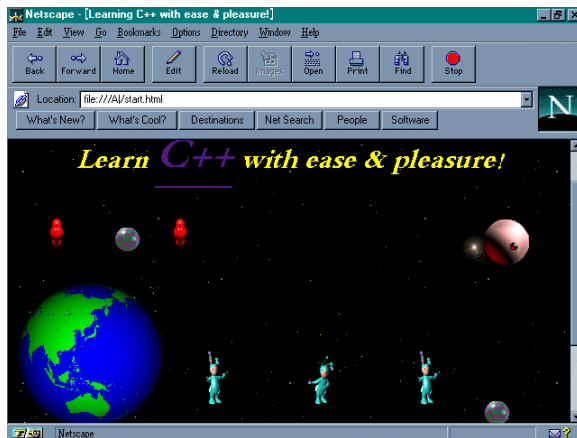 Netscape - [Learning C++ with ease & pleasure!]
File Edit View Go Bookmarks Options Directory Window Help
Back Forward Home Edit Reload Images Open Print Find Stop
Location: file:///A|/start.html
N
What's New? What's Cool? Destinations Net Search People Software
Learn C++ with ease & pleasure!
Netscape